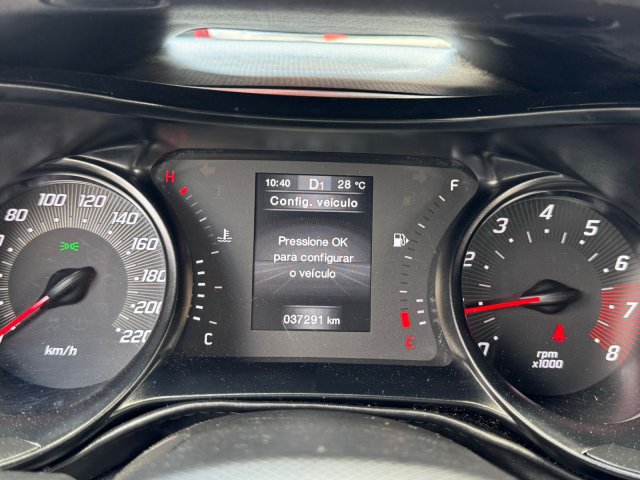 10:40 D1 28 °C
Config. veículo
Pressione OK
para configurar
o veículo
037291 km
H
C
F
E
80
100
120
140
160
180
200
220
km/h
2
3
4
5
6
7
8
rpm
x1000